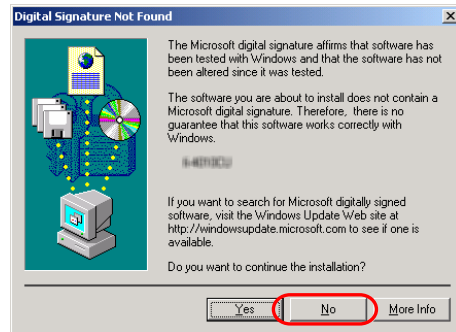 Digital Signature Not Found
The Microsoft digital signature affirms that software has
been tested with Windows and that the software has not
been altered since it was tested.
The software you are about to install does not contain a
Microsoft digital signature. Therefore, there is no
guarantee that this software works correctly with
Windows.
If you want to search for Microsoft digitally signed
software, visit the Windows Update Web site at
http://windowsupdate.microsoft.com to see if one is
available.
Do you want to continue the installation?
Yes No More Info